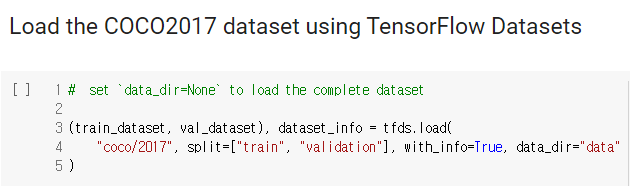 Load the COCO2017 dataset using TensorFlow Datasets
[ ] 1 #  set `data_dir=None` to load the complete dataset
2
3 (train_dataset, val_dataset), dataset_info = tfds.load(
4     "coco/2017", split=["train", "validation"], with_info=True, data_dir="data"
5 )